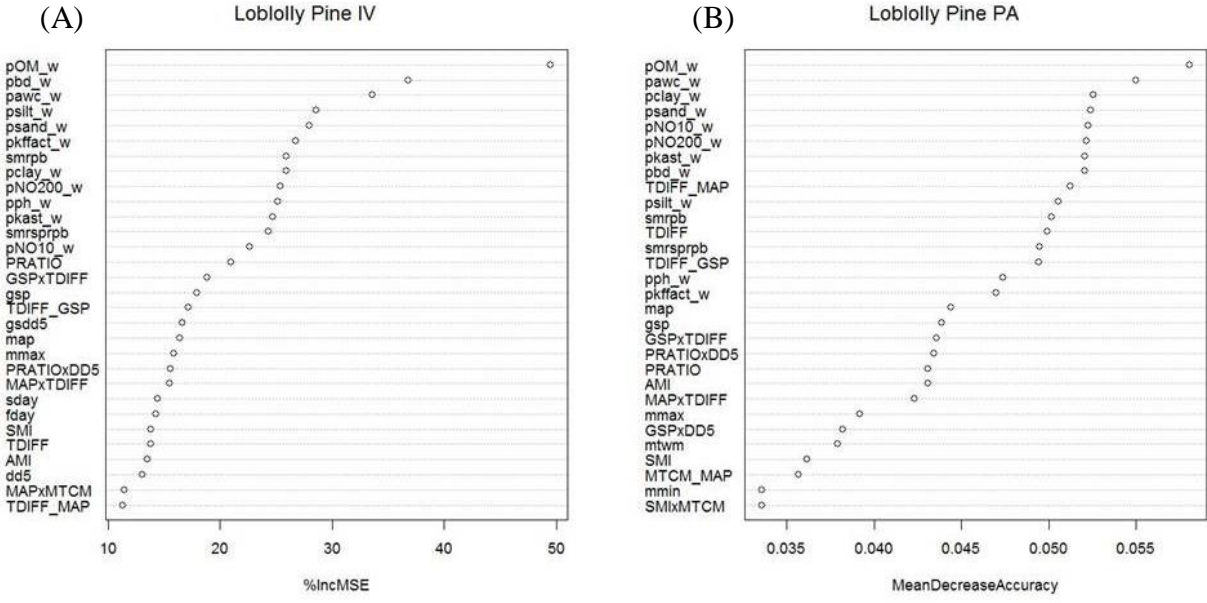 (A)
Loblolly Pine IV
pOM_w
pbd_w
pawc_w
psilt_w
psand_w
pkffact_w
smrpb
pclay_w
pNO200_w
pph_w
pkast_w
smrsprpb
pNO10_w
PRATIO
GSPxTDIFF
gsp
TDIFF_GSP
gsdd5
map
mmax
PRATIOxDD5
MAPxTDIFF
sday
fday
SMI
TDIFF
AMI
dd5
MAPxMTCM
TDIFF_MAP
10 20 30 40 50
%IncMSE
(B)
Loblolly Pine PA
pOM_w
pawc_w
pclay_w
psand_w
pNO10_w
pNO200_w
pkast_w
pbd_w
TDIFF_MAP
psilt_w
smrpb
TDIFF
smrsprpb
TDIFF_GSP
pph_w
pkffact_w
map
gsp
GSPxTDIFF
PRATIOxDD5
PRATIO
AMI
MAPxTDIFF
mmax
GSPxDD5
mtwm
SMI
MTCM_MAP
mmin
SMIxMTCM
0.035 0.040 0.045 0.050 0.055
MeanDecreaseAccuracy